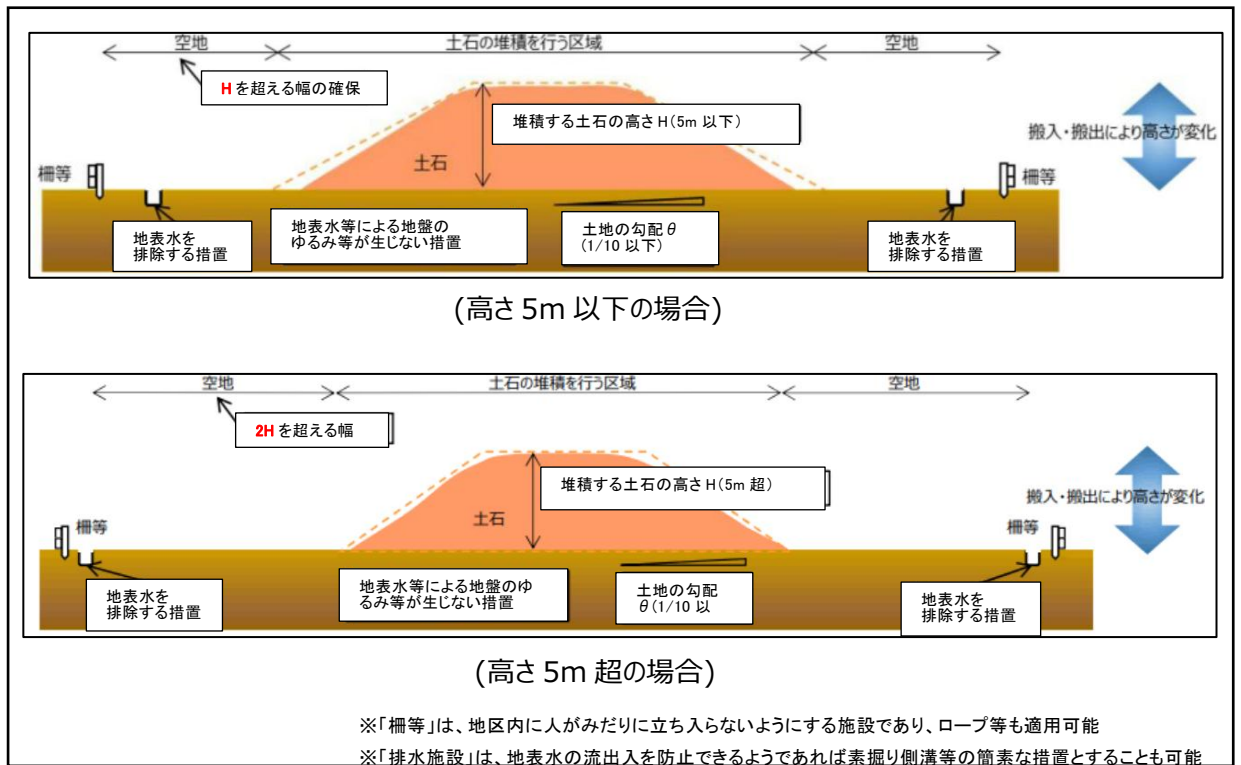 空地 土石の堆積を行う区域 空地
Hを超える幅の確保
堆積する土石の高さH(5m 以下)
搬入・搬出により高さが変化
土石
柵等
柵等
地表水を
排除する措置
地表水等による地盤の
ゆるみ等が生じない措置
土地の勾配θ
(1/10 以下)
地表水を
排除する措置
(高さ 5m 以下の場合)
空地 土石の堆積を行う区域 空地
2Hを超える幅
堆積する土石の高さH(5m 超)
搬入・搬出により高さが変化
土石
柵等
柵等
地表水を
排除する措置
地表水等による地盤のゆ
るみ等が生じない措置
土地の勾配
θ(1/10 以
地表水を
排除する措置
(高さ 5m 超の場合)
※「柵等」は、地区内に人がみだりに立ち入らないようにする施設であり、ロープ等も適用可能
※「排水施設」は、地表水の流出入を防止できるようであれば素掘り側溝等の簡素な措置とすることも可能